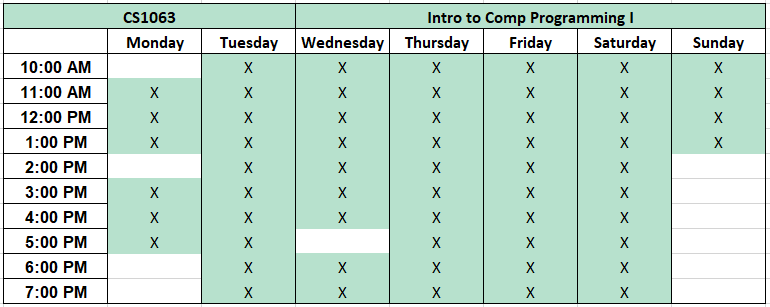 CS1063 Intro to Comp Programming I
Monday Tuesday Wednesday Thursday Friday Saturday Sunday
10:00 AM X X X X X X
11:00 AM X X X X X X X
12:00 PM X X X X X X X
1:00 PM X X X X X X X
2:00 PM X X X X X
3:00 PM X X X X X X
4:00 PM X X X X X X
5:00 PM X X X X X
6:00 PM X X X X X
7:00 PM X X X X X